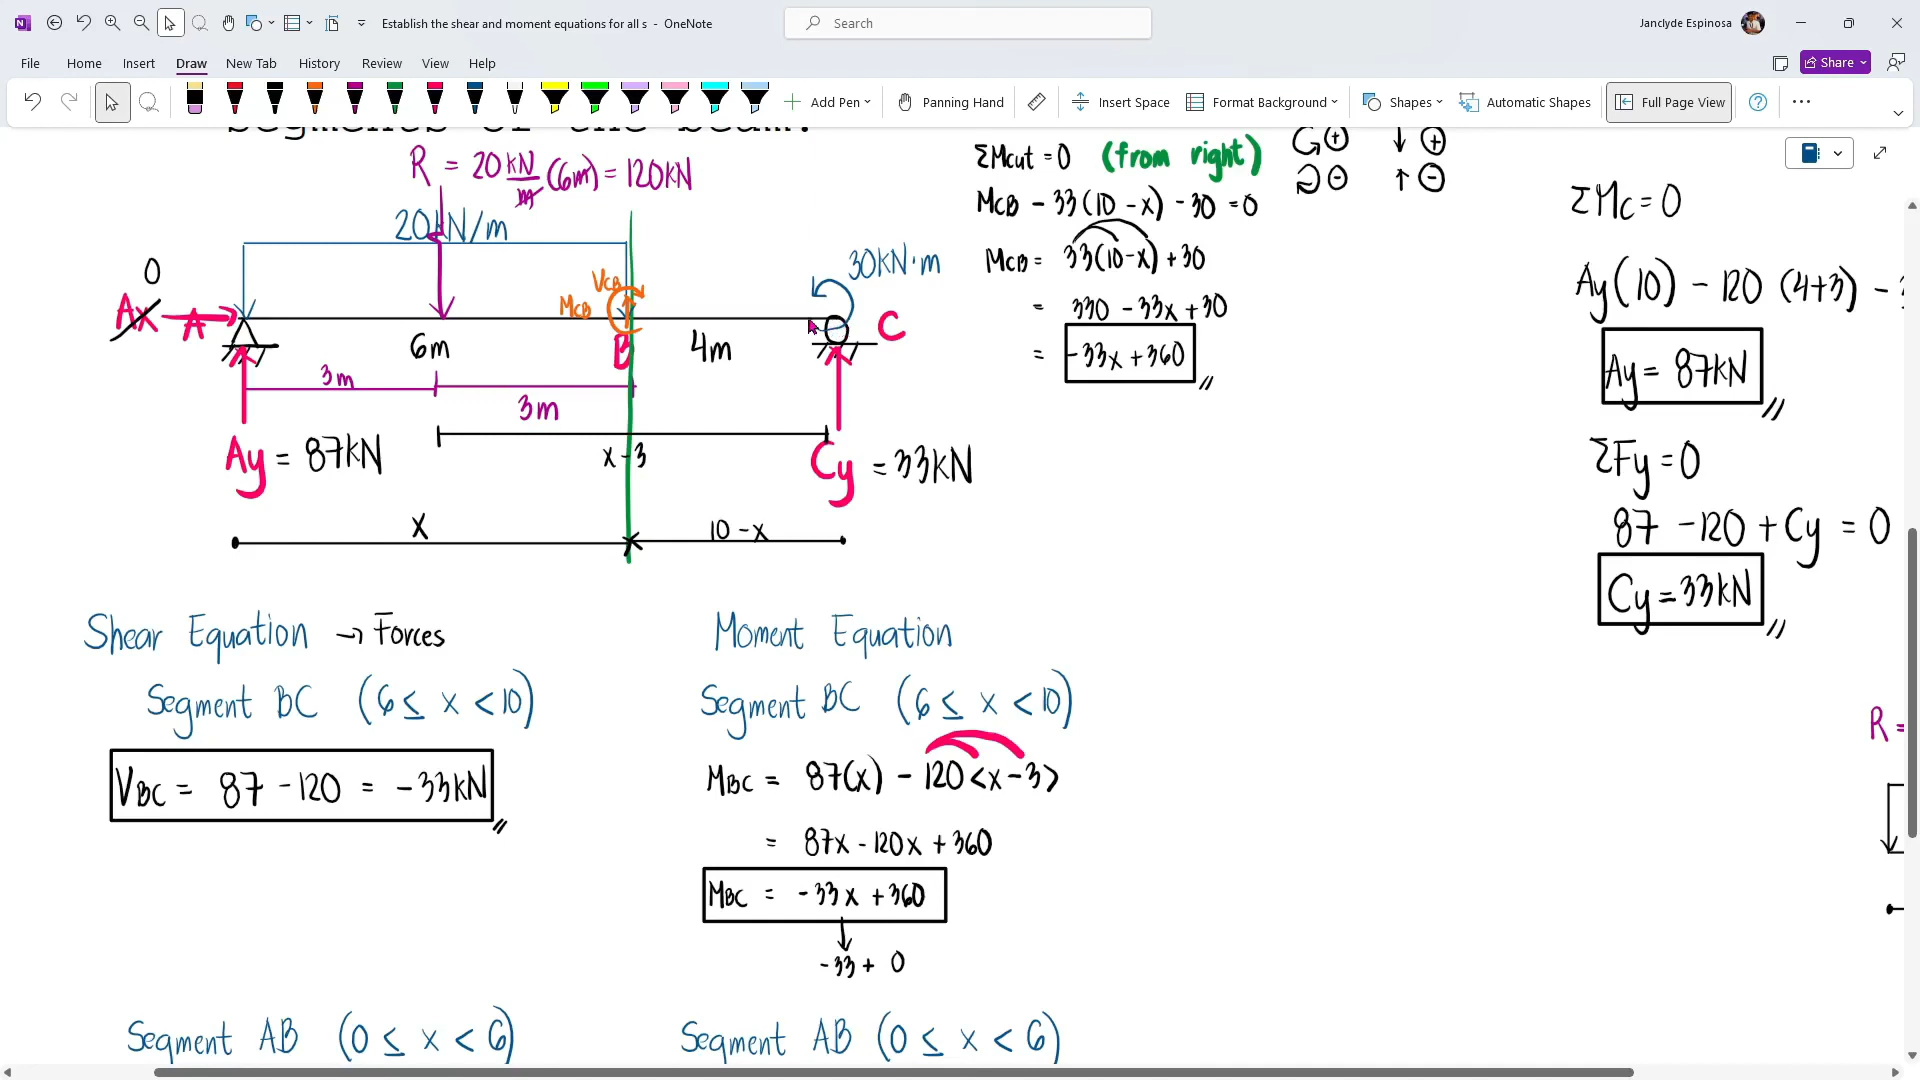 Establish the shear and moment equations for all s - OneNote
Search
Janclyde Espinosa
File Home Insert Draw New Tab History Review View Help
Share
Add Pen
Panning Hand
Insert Space
Format Background
Shapes
Automatic Shapes
Full Page View
segments of the beam.
R = 20 kN/m (6m) = 120kN
20kN/m
0
Ax
A
VCB
MCB
B
30kN·m
C
6m
4m
3m
3m
Ay = 87kN
x - 3
Cy = 33kN
x
10 - x
ΣMcut = 0 (from right)
MCB - 33(10 - x) - 30 = 0
MCB = 33(10 - x) + 30
= 330 - 33x + 30
= -33x + 360
+
-
↓ +
↑ -
ΣMc = 0
Ay(10) - 120 (4+3) -
Ay = 87kN
ΣFy = 0
87 - 120 + Cy = 0
Cy = 33kN
R =
Shear Equation → Forces
Segment BC (6 ≤ x < 10)
VBC = 87 - 120 = -33kN
Moment Equation
Segment BC (6 ≤ x < 10)
MBC = 87(x) - 120<x - 3>
= 87x - 120x + 360
MBC = -33x + 360
-33 + 0
Segment AB (0 ≤ x < 6)
Segment AB (0 ≤ x < 6)